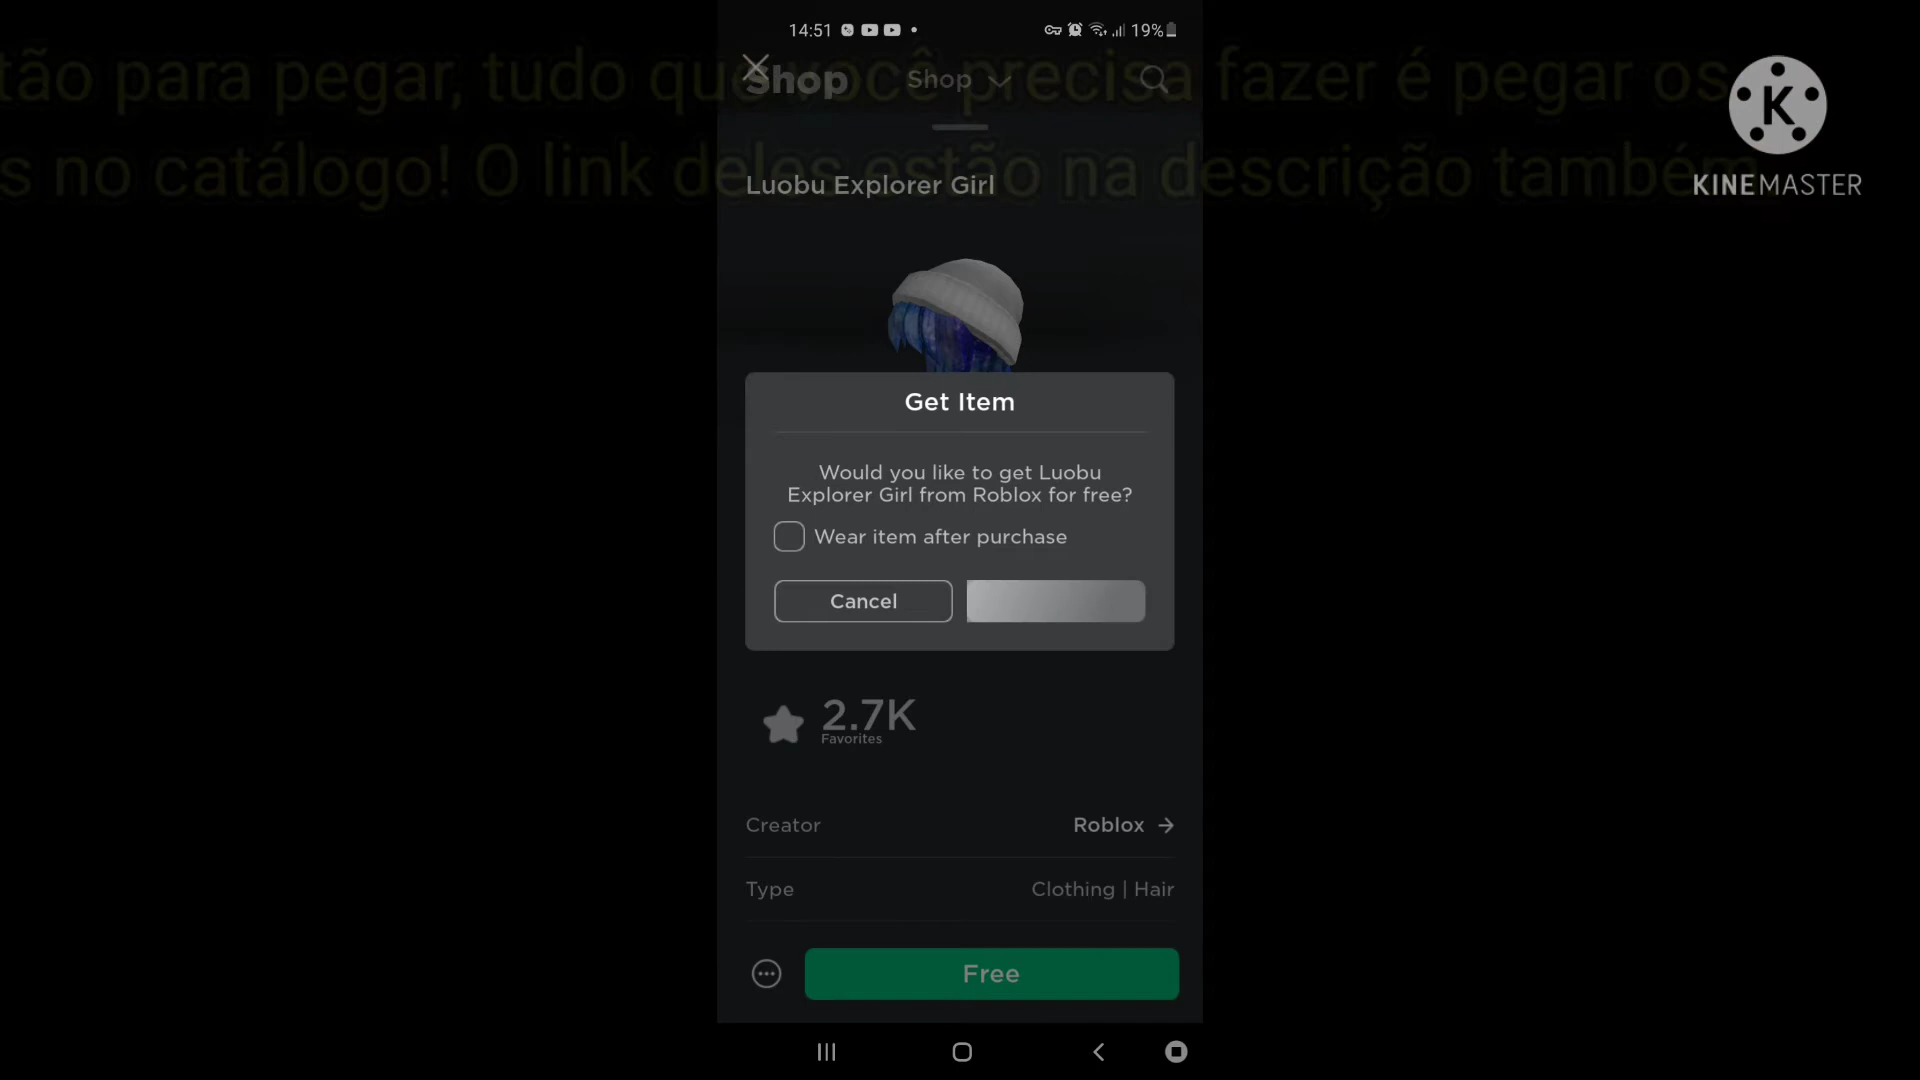 14:51
19%
tão para pegar, tudo que você precisa fazer é pegar os
s no catálogo! O link deles estão na descrição também
Shop
Shop
K
KINEMASTER
Luobu Explorer Girl
Get Item
Would you like to get Luobu
Explorer Girl from Roblox for free?
Wear item after purchase
Cancel
2.7K
Favorites
Creator
Roblox
Type
Clothing | Hair
Free